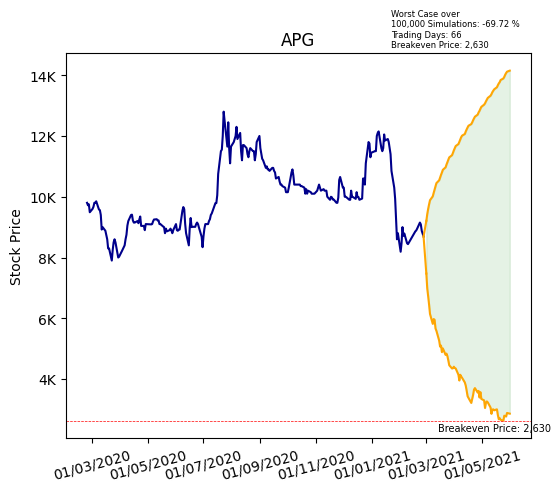 Worst Case over
100,000 Simulations: -69.72 %
Trading Days: 66
Breakeven Price: 2,630
APG
Stock Price
14K
12K
10K
8K
6K
4K
Breakeven Price: 2,630
01/03/2020
01/05/2020
01/07/2020
01/09/2020
01/11/2020
01/01/2021
01/03/2021
01/05/2021